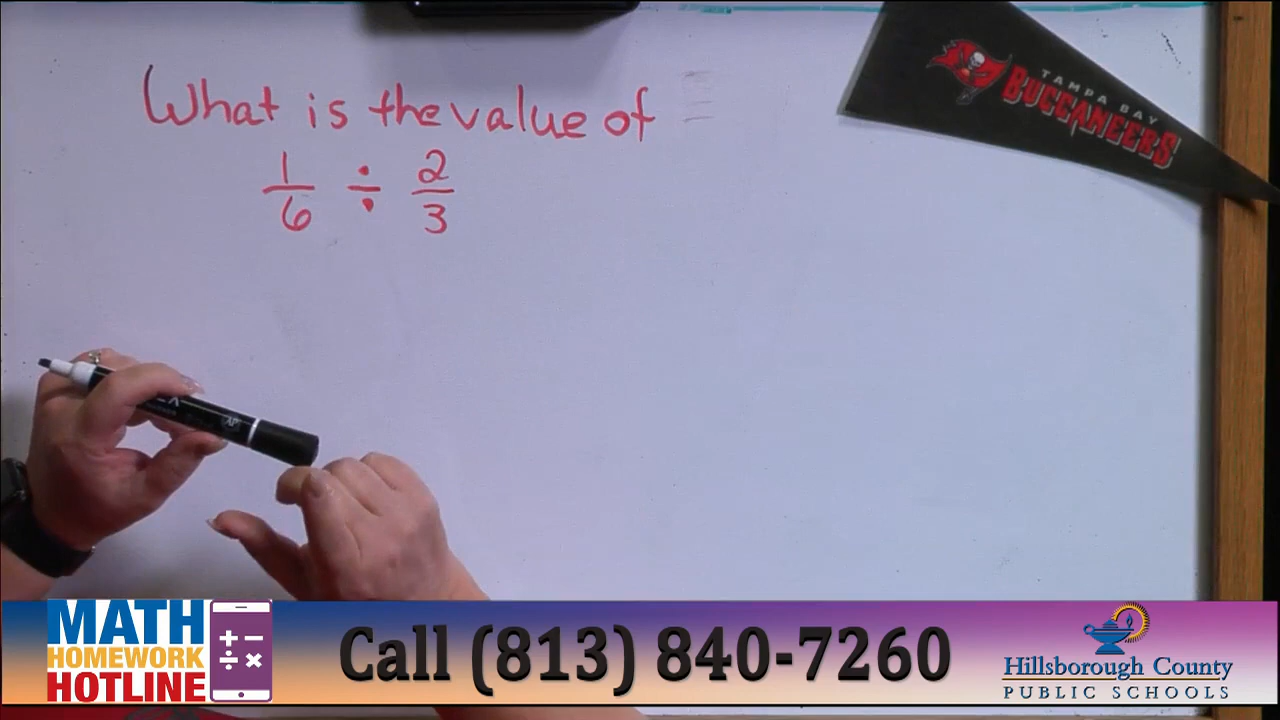 What is the value of
1/6 ÷ 2/3
TAMPA BAY
BUCCANEERS
MATH
HOMEWORK
HOTLINE
+ −
÷ ×
Call (813) 840-7260
Hillsborough County
PUBLIC SCHOOLS